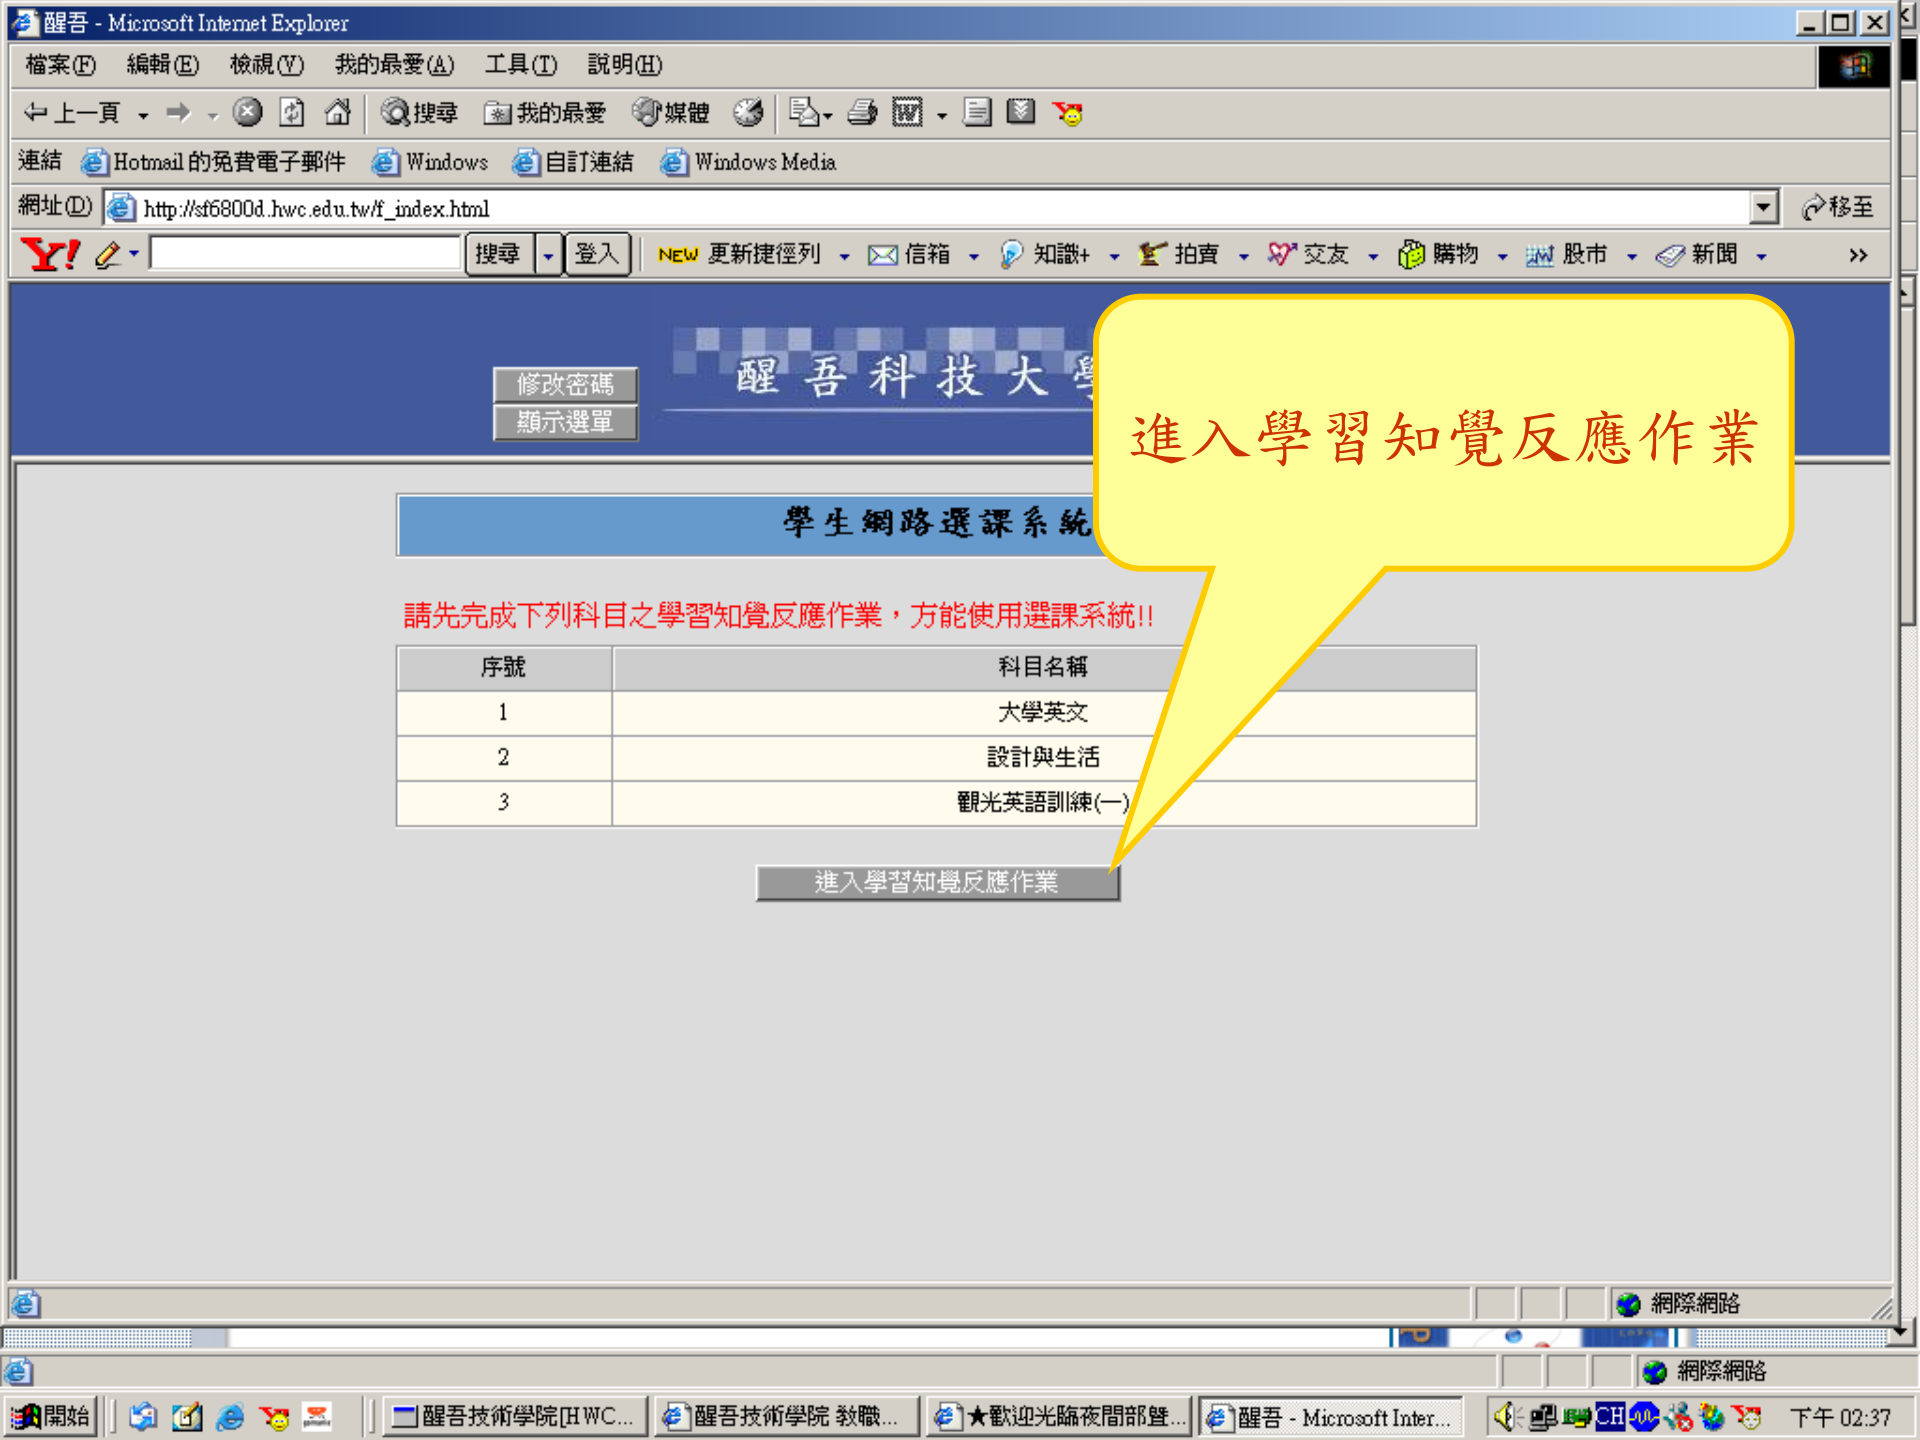 醒吾 - Microsoft Internet Explorer
檔案(F) 編輯(E) 檢視(V) 我的最愛(A) 工具(T) 說明(H)
上一頁 搜尋 我的最愛 媒體
連結 Hotmail 的免費電子郵件 Windows 自訂連結 Windows Media
網址(D) http://sf6800d.hwc.edu.tw/f_index.html 移至
Y! 搜尋 登入 NEW 更新捷徑列 信箱 知識+ 拍賣 交友 購物 股市 新聞 »
醒吾科技大學
修改密碼
顯示選單
進入學習知覺反應作業
學生網路選課系統
請先完成下列科目之學習知覺反應作業，方能使用選課系統!!
序號 科目名稱
1 大學英文
2 設計與生活
3 觀光英語訓練(一)
進入學習知覺反應作業
網際網路
網際網路
開始 醒吾技術學院[HWC... 醒吾技術學院 教職... ★歡迎光臨夜間部暨... 醒吾 - Microsoft Inter... CH 下午 02:37